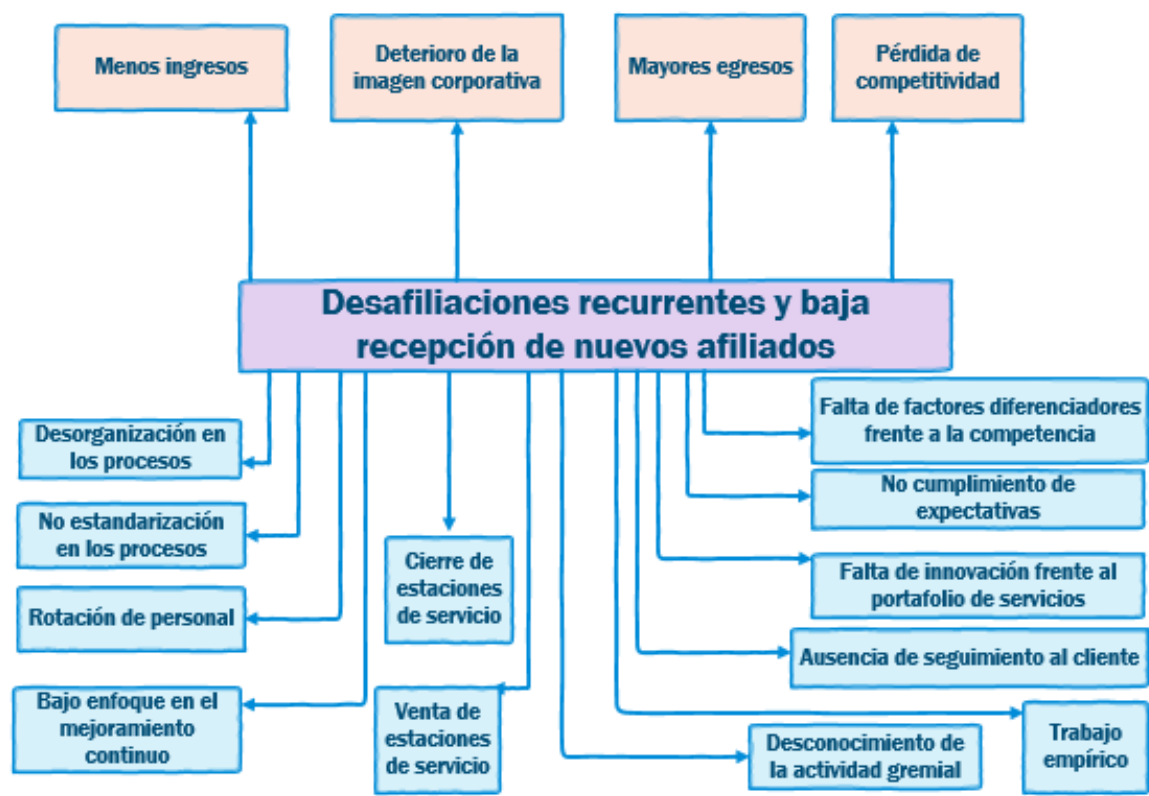 Menos ingresos
Deterioro de la
imagen corporativa
Mayores egresos
Pérdida de
competitividad
Desafiliaciones recurrentes y baja
recepción de nuevos afiliados
Desorganización en
los procesos
No estandarización
en los procesos
Rotación de personal
Bajo enfoque en el
mejoramiento
continuo
Cierre de
estaciones
de servicio
Venta de
estaciones
de servicio
Falta de factores diferenciadores
frente a la competencia
No cumplimiento de
expectativas
Falta de innovación frente al
portafolio de servicios
Ausencia de seguimiento al cliente
Trabajo
empírico
Desconocimiento de
la actividad gremial